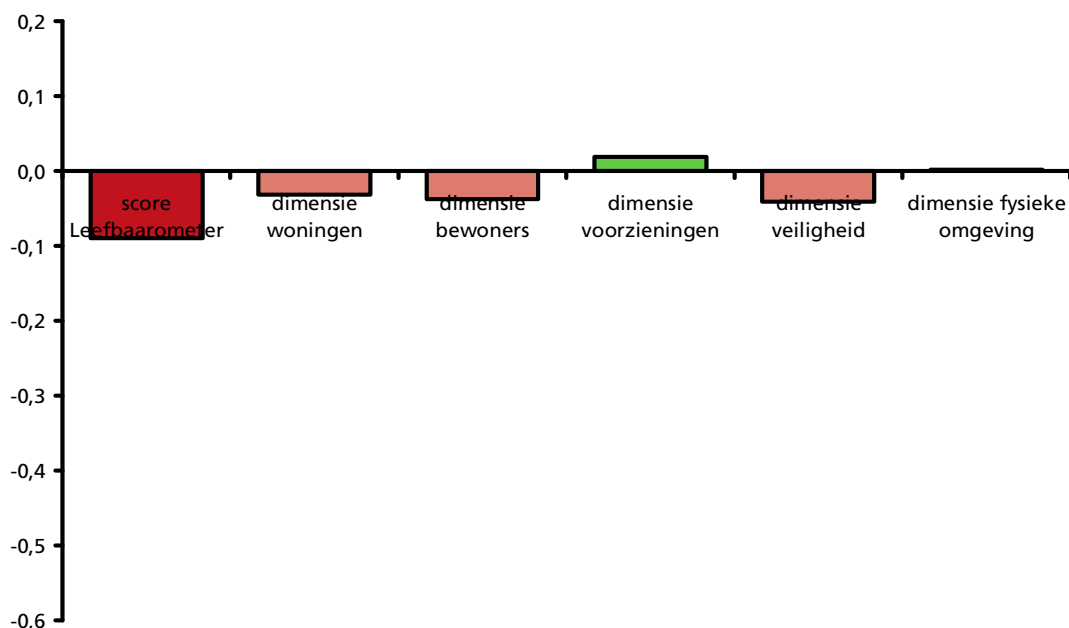 0,2
0,1
0,0
score
Leefbaarometer
dimensie
woningen
dimensie
bewoners
dimensie
voorzieningen
dimensie
veiligheid
dimensie fysieke
omgeving
-0,1
-0,2
-0,3
-0,4
-0,5
-0,6